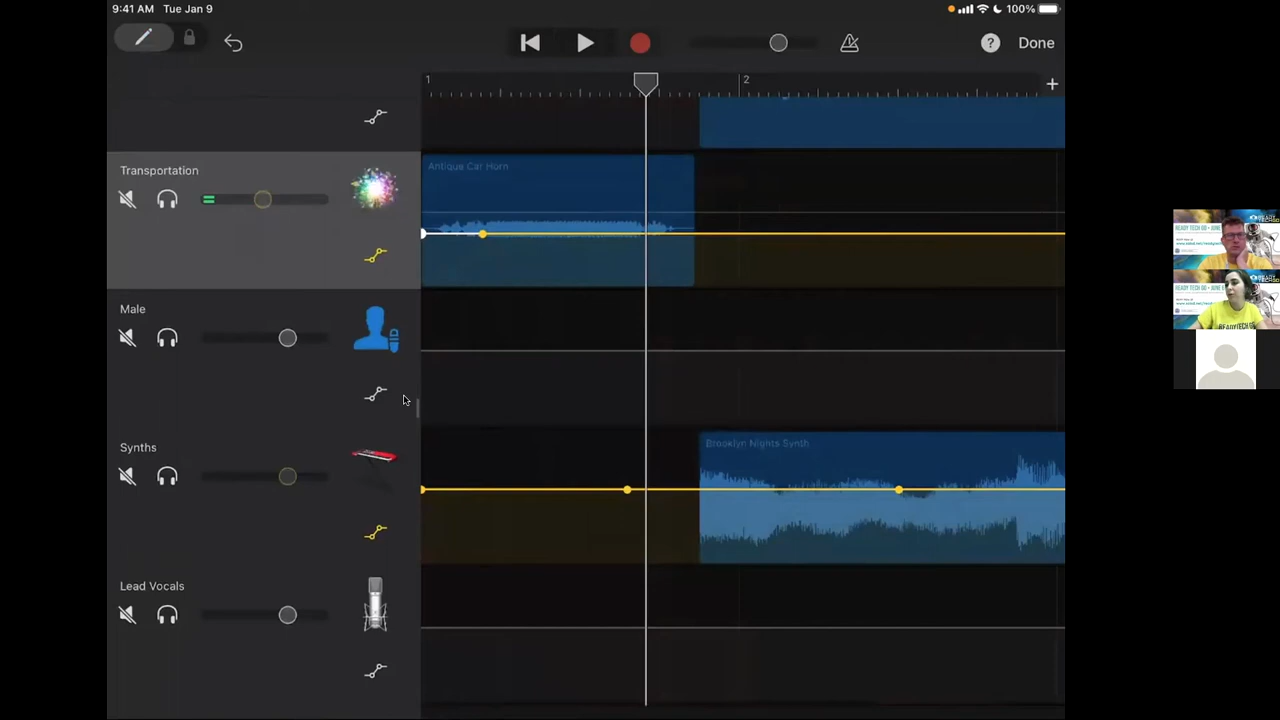 9:41 AM Tue Jan 9
100%
Done
1
2
Transportation
Antique Car Horn
Male
Synths
Brooklyn Nights Synth
Lead Vocals